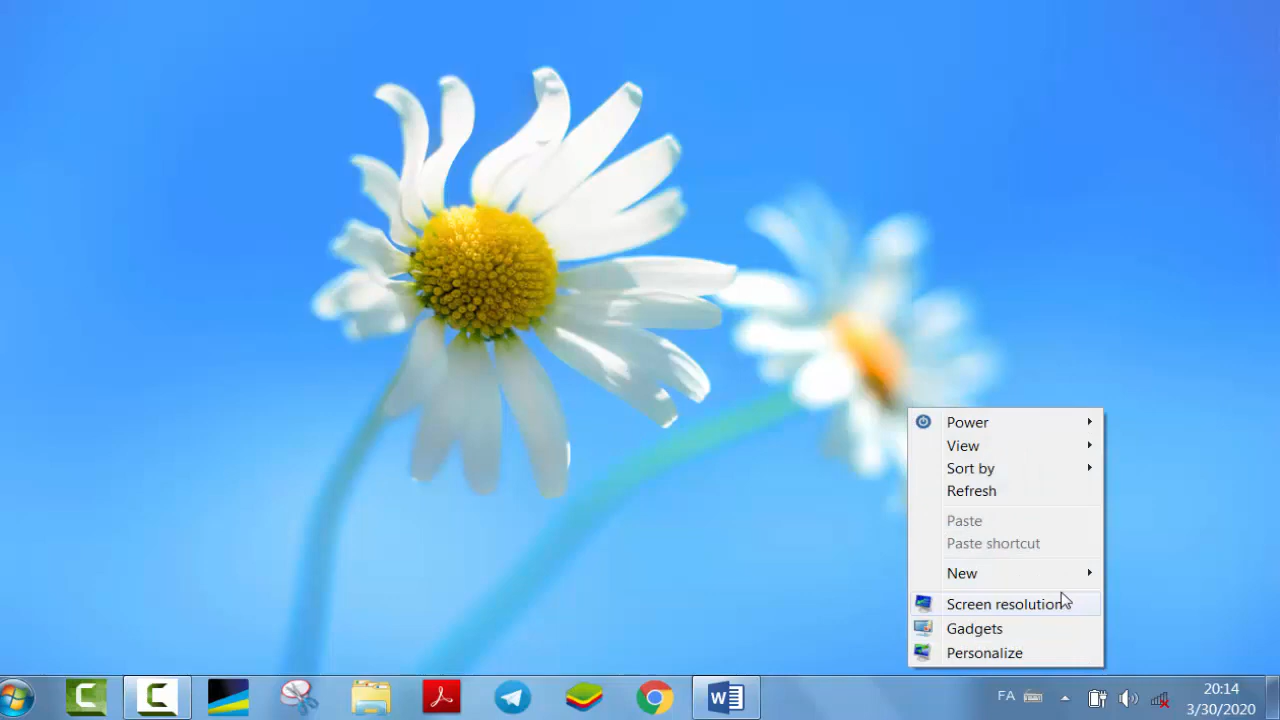 Power
View
Sort by
Refresh
Paste
Paste shortcut
New
Screen resolution
Gadgets
Personalize
FA
20:14
3/30/2020